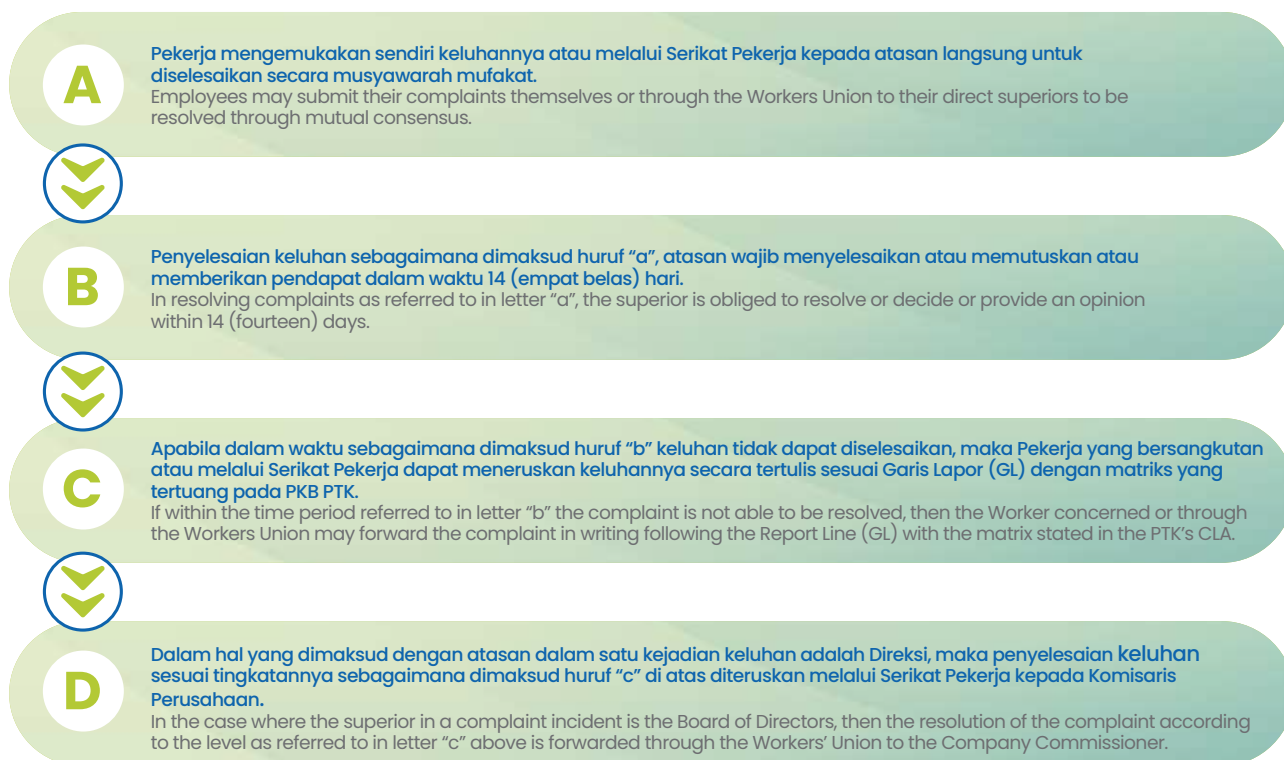 A
Pekerja mengemukakan sendiri keluhannya atau melalui Serikat Pekerja kepada atasan langsung untuk
diselesaikan secara musyawarah mufakat.
Employees may submit their complaints themselves or through the Workers Union to their direct superiors to be
resolved through mutual consensus.
B
Penyelesaian keluhan sebagaimana dimaksud huruf “a”, atasan wajib menyelesaikan atau memutuskan atau
memberikan pendapat dalam waktu 14 (empat belas) hari.
In resolving complaints as referred to in letter “a”, the superior is obliged to resolve or decide or provide an opinion
within 14 (fourteen) days.
C
Apabila dalam waktu sebagaimana dimaksud huruf “b” keluhan tidak dapat diselesaikan, maka Pekerja yang bersangkutan
atau melalui Serikat Pekerja dapat meneruskan keluhannya secara tertulis sesuai Garis Lapor (GL) dengan matriks yang
tertuang pada PKB PTK.
If within the time period referred to in letter “b” the complaint is not able to be resolved, then the Worker concerned or through
the Workers Union may forward the complaint in writing following the Report Line (GL) with the matrix stated in the PTK’s CLA.
D
Dalam hal yang dimaksud dengan atasan dalam satu kejadian keluhan adalah Direksi, maka penyelesaian keluhan
sesuai tingkatannya sebagaimana dimaksud huruf “c” di atas diteruskan melalui Serikat Pekerja kepada Komisaris
Perusahaan.
In the case where the superior in a complaint incident is the Board of Directors, then the resolution of the complaint according
to the level as referred to in letter “c” above is forwarded through the Workers’ Union to the Company Commissioner.